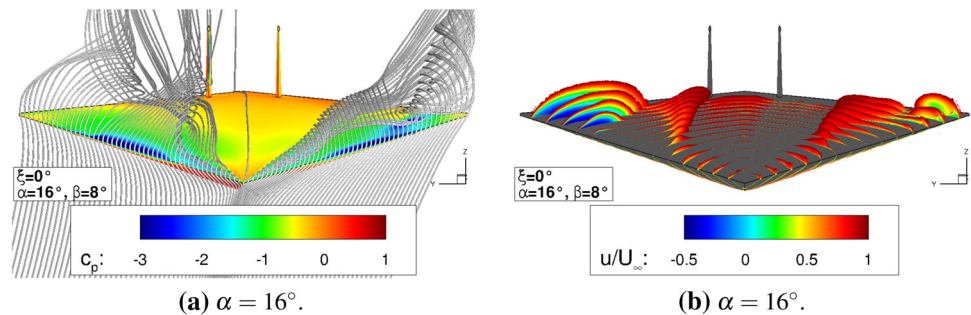 Z
Y
ξ=0°
α=16°, β=8°
c_p: -3 -2 -1 0 1
(a) α = 16°.
Z
Y
ξ=0°
α=16°, β=8°
u/U_∞: -0.5 0 0.5 1
(b) α = 16°.